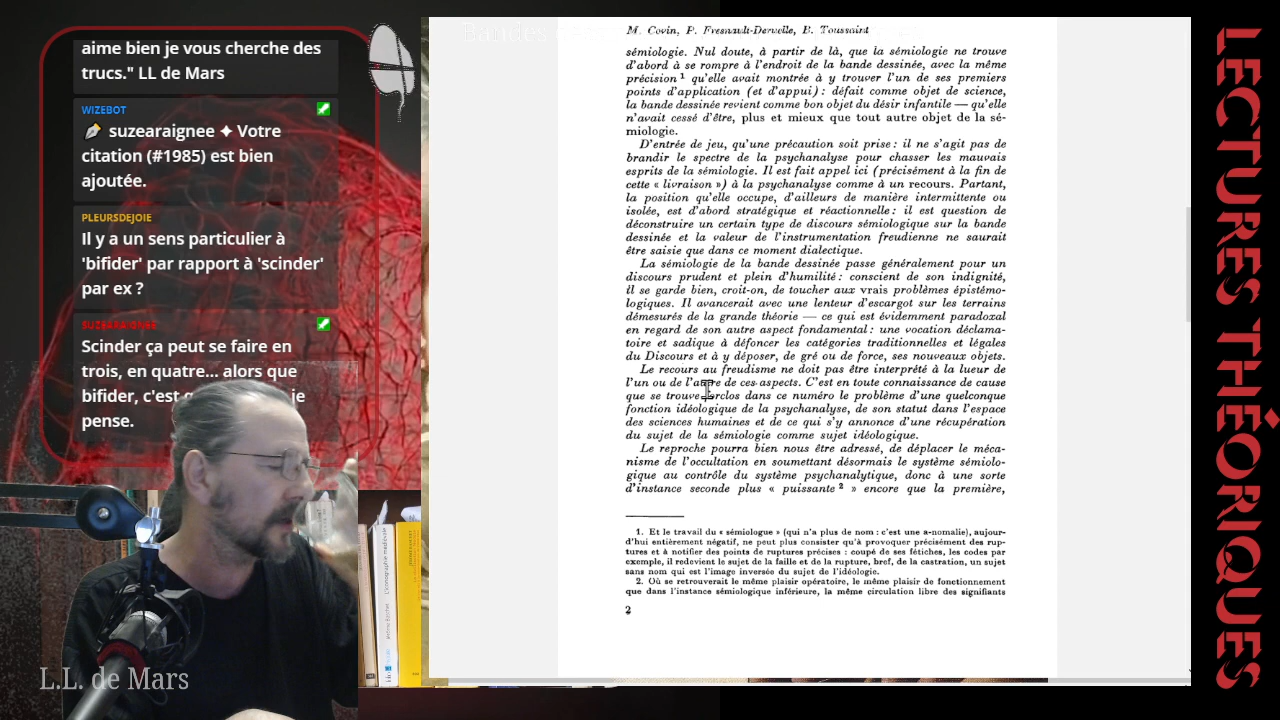 aime bien je vous cherche des
trucs." LL de Mars
WIZEBOT
suzearaignee ✦ Votre
citation (#1985) est bien
ajoutée.
PLEURSDEJOIE
Il y a un sens particulier à
'bifider' par rapport à 'scinder'
par ex ?
SUZEARAIGNEE
Scinder ça peut se faire en
trois, en quatre... alors que
bifider, c'est je
pense.
L.L. de Mars
M. Covin, P. Fresnault-Deruelle, B. Toussaint
sémiologie. Nul doute, à partir de là, que la sémiologie ne trouve
d'abord à se rompre à l'endroit de la bande dessinée, avec la même
précision 1 qu'elle avait montrée à y trouver l'un de ses premiers
points d'application (et d'appui) : défait comme objet de science,
la bande dessinée revient comme bon objet du désir infantile — qu'elle
n'avait cessé d'être, plus et mieux que tout autre objet de la sé-
miologie.
D'entrée de jeu, qu'une précaution soit prise : il ne s'agit pas de
brandir le spectre de la psychanalyse pour chasser les mauvais
esprits de la sémiologie. Il est fait appel ici (précisément à la fin de
cette « livraison ») à la psychanalyse comme à un recours. Partant,
la position qu'elle occupe, d'ailleurs de manière intermittente ou
isolée, est d'abord stratégique et réactionnelle : il est question de
déconstruire un certain type de discours sémiologique sur la bande
dessinée et la valeur de l'instrumentation freudienne ne saurait
être saisie que dans ce moment dialectique.
La sémiologie de la bande dessinée passe généralement pour un
discours prudent et plein d'humilité : conscient de son indignité,
il se garde bien, croit-on, de toucher aux vrais problèmes épistémo-
logiques. Il avancerait avec une lenteur d'escargot sur les terrains
démesurés de la grande théorie — ce qui est évidemment paradoxal
en regard de son autre aspect fondamental : une vocation déclama-
toire et sadique à défoncer les catégories traditionnelles et légales
du Discours et à y déposer, de gré ou de force, ses nouveaux objets.
Le recours au freudisme ne doit pas être interprété à la lueur de
l'un ou de l'autre de ces aspects. C'est en toute connaissance de cause
que se trouve forclos dans ce numéro le problème d'une quelconque
fonction idéologique de la psychanalyse, de son statut dans l'espace
des sciences humaines et de ce qui s'y annonce d'une récupération
du sujet de la sémiologie comme sujet idéologique.
Le reproche pourra bien nous être adressé, de déplacer le méca-
nisme de l'occultation en soumettant désormais le système sémiolo-
gique au contrôle du système psychanalytique, donc à une sorte
d'instance seconde plus « puissante 2 » encore que la première,
1. Et le travail du « sémiologue » (qui n'a plus de nom : c'est une a-nomalie), aujour-
d'hui entièrement négatif, ne peut plus consister qu'à provoquer précisément des rup-
tures et à notifier des points de ruptures précises : coupé de ses fétiches, les codes par
exemple, il redevient le sujet de la faille et de la rupture, bref, de la castration, un sujet
sans nom qui est l'image inversée du sujet de l'idéologie.
2. Où se retrouverait le même plaisir opératoire, le même plaisir de fonctionnement
que dans l'instance sémiologique inférieure, la même circulation libre des signifiants
2
LECTURES THÉORIQUES